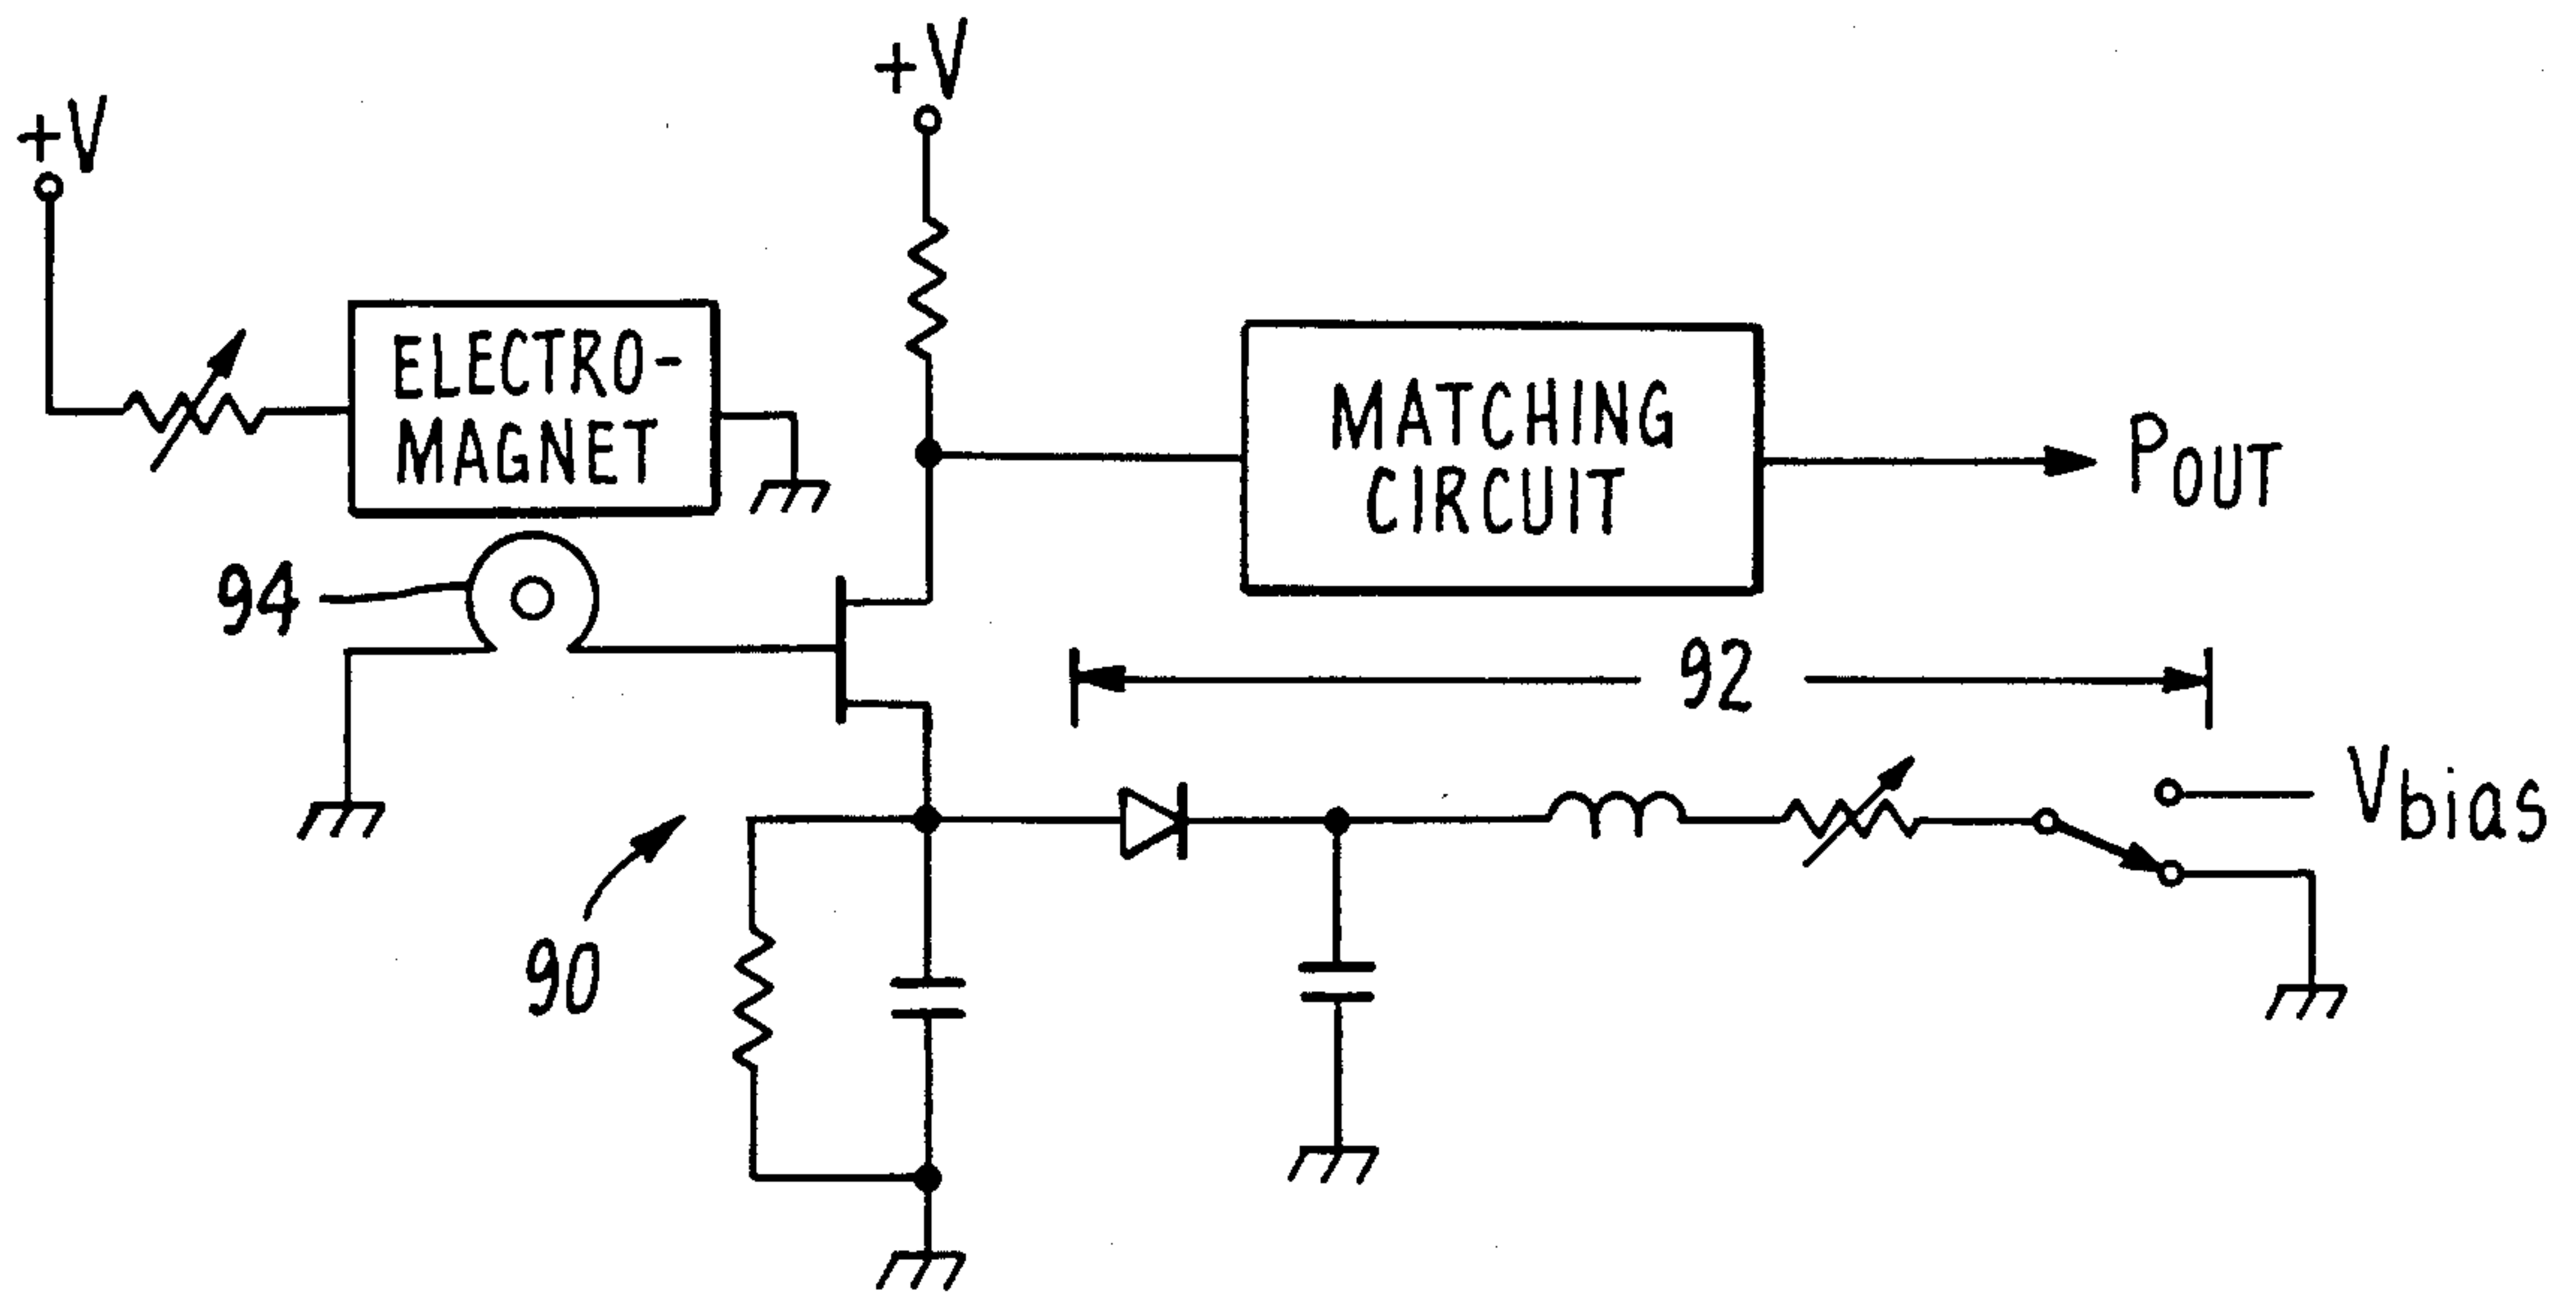 +V
+V
ELECTRO-
MAGNET
MATCHING
CIRCUIT
POUT
94
92
Vbias
90